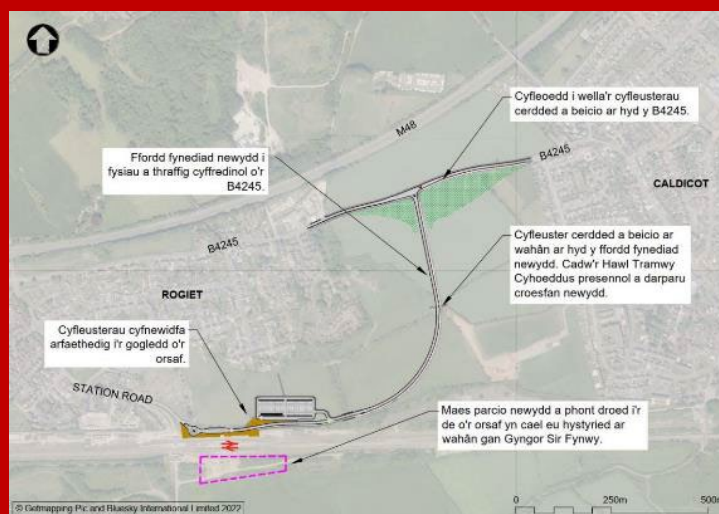 Cyfleoedd i wella'r cyfleusterau
cerdded a beicio ar hyd y B4245.
M48
Ffordd fynediad newydd i
fysiau a thraffig cyffredinol o'r
B4245.
B4245
CALDICOT
B4245
Cyfleuster cerdded a beicio ar
wahân ar hyd y ffordd fynediad
newydd. Cadw'r Hawl Tramwy
Cyhoeddus presennol a darparu
croesfan newydd.
ROGIET
Cyfleusterau cyfnewidfa
arfaethedig i'r gogledd o'r
orsaf.
STATION ROAD
Maes parcio newydd a phont droed i'r
de o'r orsaf yn cael eu hystyried ar
wahân gan Gyngor Sir Fynwy.
© Getmapping Plc and Bluesky International Limited 2022
0 250m 500m